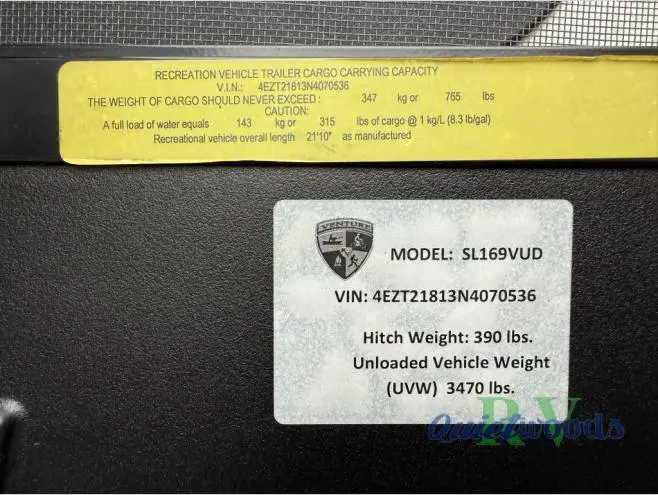 RECREATION VEHICLE TRAILER CARGO CARRYING CAPACITY
V.I.N.: 4EZT21813N4070536
THE WEIGHT OF CARGO SHOULD NEVER EXCEED: 347 kg or 765 lbs
CAUTION:
A full load of water equals 143 kg or 315 lbs of cargo @ 1 kg/L (8.3 lb/gal)
Recreational vehicle overall length 21'10" as manufactured
VENTURE
MODEL: SL169VUD
VIN: 4EZT21813N4070536
Hitch Weight: 390 lbs.
Unloaded Vehicle Weight
(UVW) 3470 lbs.
Quietwoods RV